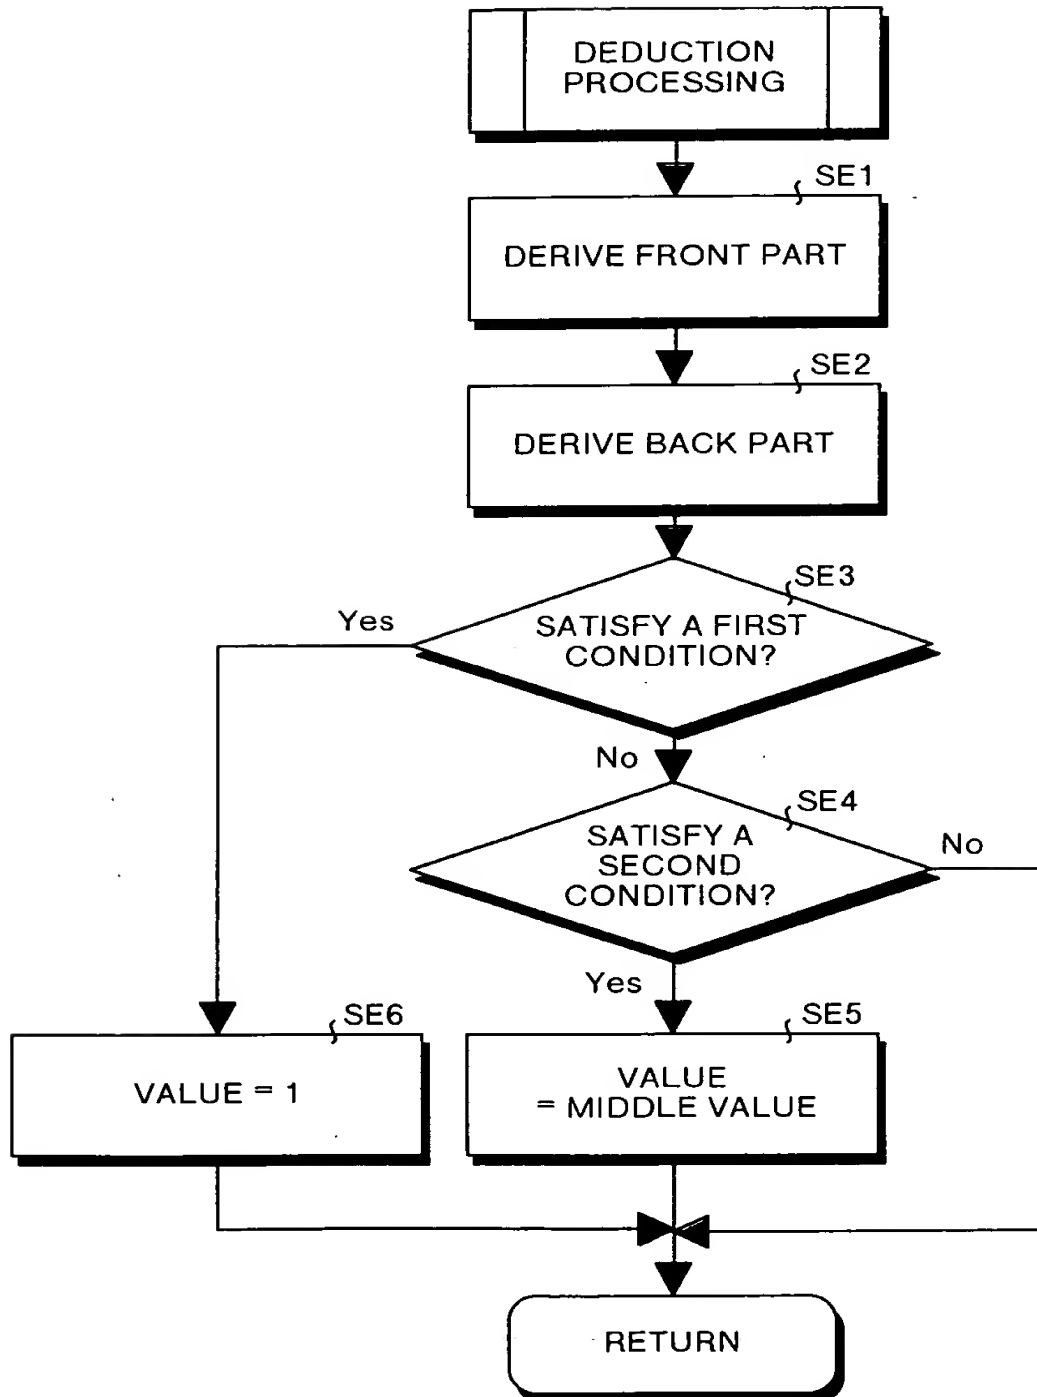 DEDUCTION
PROCESSING
SE1
DERIVE FRONT PART
SE2
DERIVE BACK PART
SE3
Yes
SATISFY A FIRST
CONDITION?
No
SE4
SATISFY A
SECOND
CONDITION?
No
Yes
SE6
VALUE = 1
SE5
VALUE
= MIDDLE VALUE
RETURN